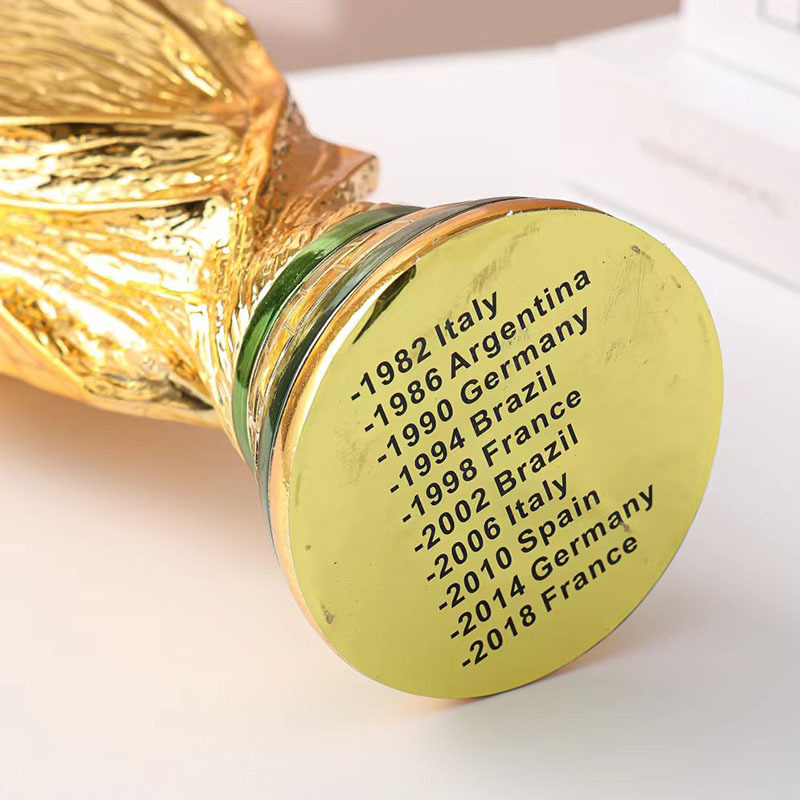 -1982 Italy
-1986 Argentina
-1990 Germany
-1994 Brazil
-1998 France
-2002 Brazil
-2006 Italy
-2010 Spain
-2014 Germany
-2018 France